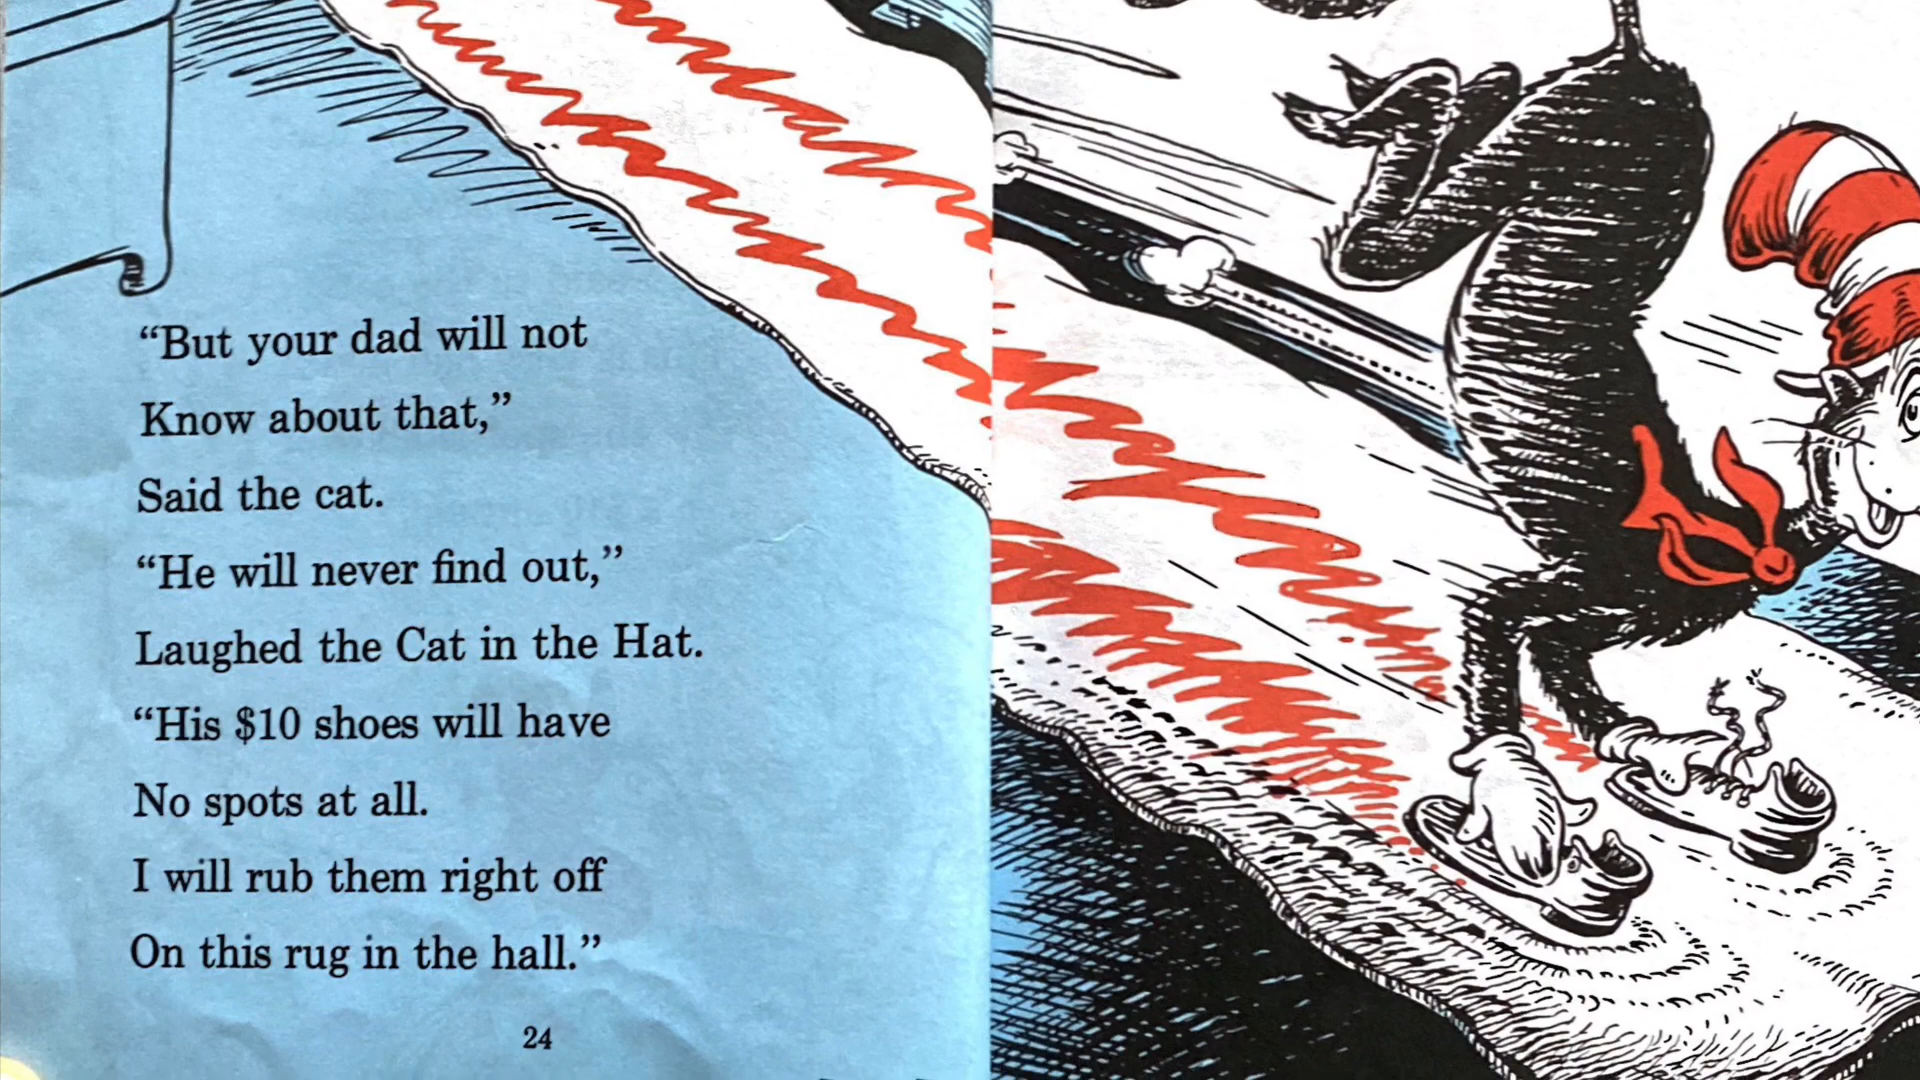 “But your dad will not
Know about that,”
Said the cat.
“He will never find out,”
Laughed the Cat in the Hat.
“His $10 shoes will have
No spots at all.
I will rub them right off
On this rug in the hall.”
24